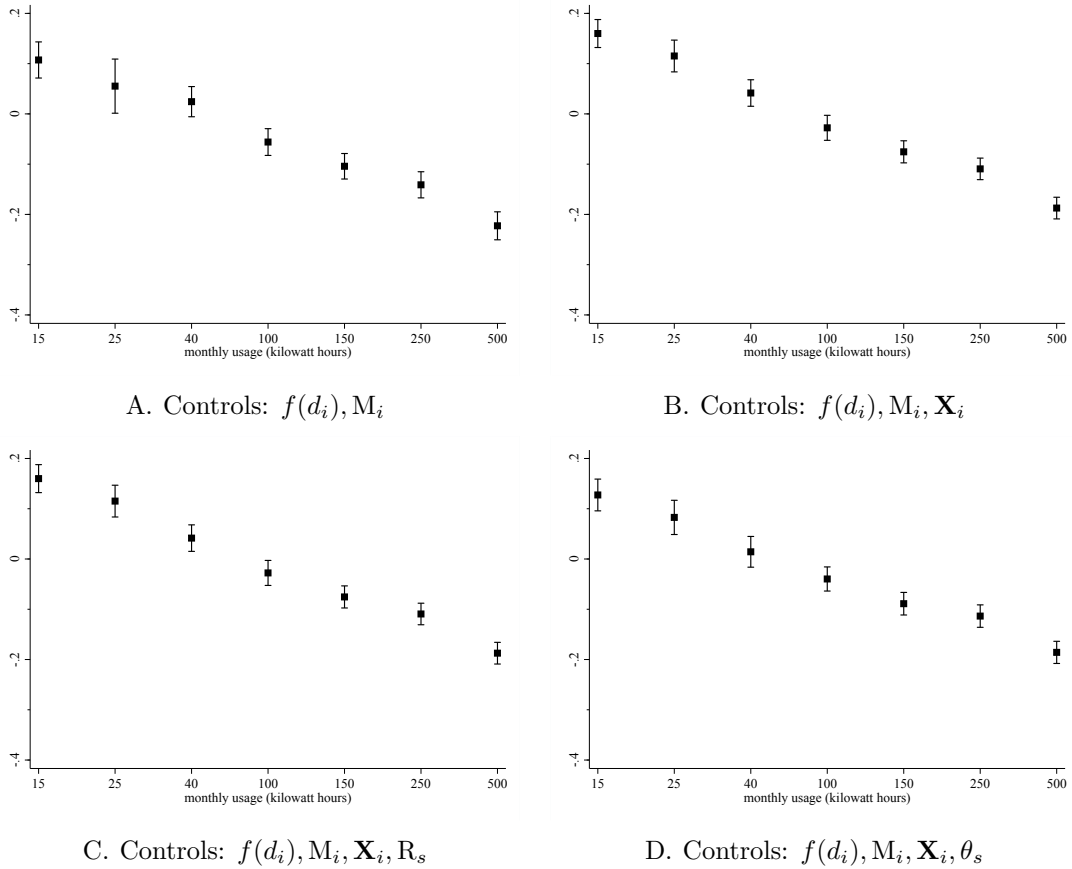 .2
0
-.2
-.4
15 25 40 100 150 250 500
monthly usage (kilowatt hours)
A. Controls: f(d_i), M_i
.2
0
-.2
-.4
15 25 40 100 150 250 500
monthly usage (kilowatt hours)
B. Controls: f(d_i), M_i, X_i
.2
0
-.2
-.4
15 25 40 100 150 250 500
monthly usage (kilowatt hours)
C. Controls: f(d_i), M_i, X_i, R_s
.2
0
-.2
-.4
15 25 40 100 150 250 500
monthly usage (kilowatt hours)
D. Controls: f(d_i), M_i, X_i, θ_s